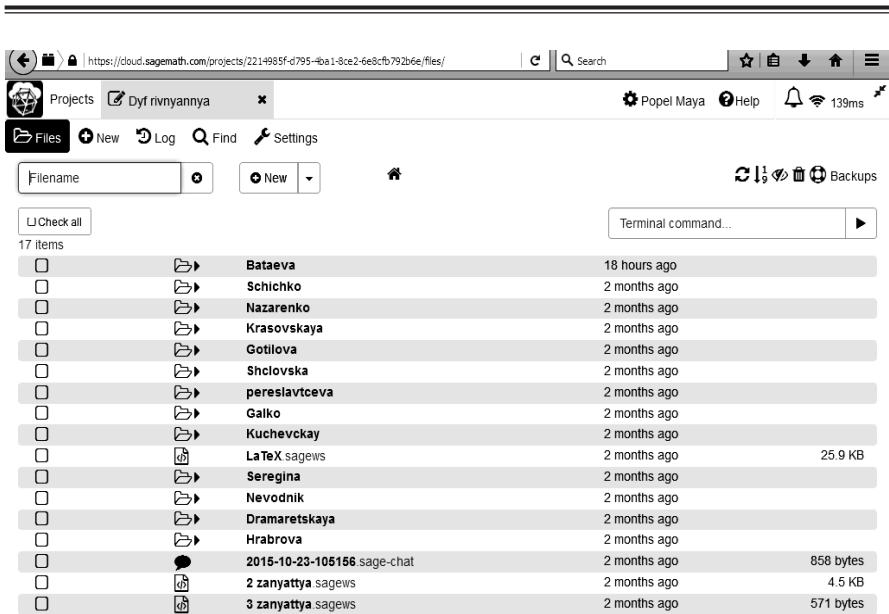 https://cloud.sagemath.com/projects/2214985f-d795-4ba1-8ce2-6e8cfb792b6e/files/ Search
Projects Dyf rivnyannya Popel Maya Help 139ms
Files New Log Find Settings
Filename New Backups
Check all Terminal command...
17 items
Bataeva 18 hours ago
Schichko 2 months ago
Nazarenko 2 months ago
Krasovskaya 2 months ago
Gotilova 2 months ago
Shclovska 2 months ago
pereslavtceva 2 months ago
Galko 2 months ago
Kuchevckay 2 months ago
LaTeX.sagews 2 months ago 25.9 KB
Seregina 2 months ago
Nevodnik 2 months ago
Dramaretskaya 2 months ago
Hrabrova 2 months ago
2015-10-23-105156.sage-chat 2 months ago 858 bytes
2 zanyattya.sagews 2 months ago 4.5 KB
3 zanyattya.sagews 2 months ago 571 bytes